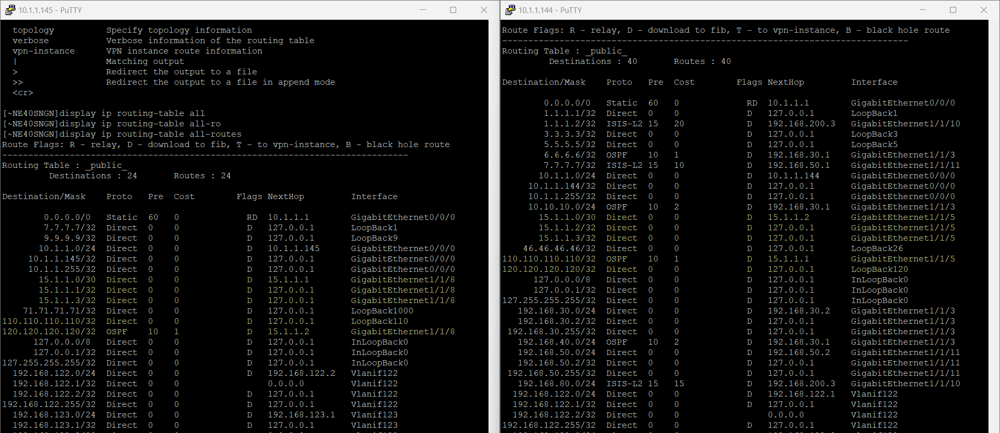 10.1.1.145 - PuTTY
topology Specify topology information
verbose Verbose information of the routing table
vpn-instance VPN instance route information
| Matching output
> Redirect the output to a file
>> Redirect the output to a file in append mode
<cr>
[~NE40SNGN]display ip routing-table all
[~NE40SNGN]display ip routing-table all-ro
[~NE40SNGN]display ip routing-table all-routes
Route Flags: R - relay, D - download to fib, T - to vpn-instance, B - black hole route
------------------------------------------------------------------------------
Routing Table : _public_
Destinations : 24 Routes : 24
Destination/Mask Proto Pre Cost Flags NextHop Interface
0.0.0.0/0 Static 60 0 RD 10.1.1.1 GigabitEthernet0/0/0
7.7.7.7/32 Direct 0 0 D 127.0.0.1 LoopBack1
9.9.9.9/32 Direct 0 0 D 127.0.0.1 LoopBack9
10.1.1.0/24 Direct 0 0 D 10.1.1.145 GigabitEthernet0/0/0
10.1.1.145/32 Direct 0 0 D 127.0.0.1 GigabitEthernet0/0/0
10.1.1.255/32 Direct 0 0 D 127.0.0.1 GigabitEthernet0/0/0
15.1.1.0/30 Direct 0 0 D 15.1.1.1 GigabitEthernet1/1/8
15.1.1.1/32 Direct 0 0 D 127.0.0.1 GigabitEthernet1/1/8
15.1.1.3/32 Direct 0 0 D 127.0.0.1 GigabitEthernet1/1/8
71.71.71.71/32 Direct 0 0 D 127.0.0.1 LoopBack1000
110.110.110.110/32 Direct 0 0 D 127.0.0.1 LoopBack110
120.120.120.120/32 OSPF 10 1 D 15.1.1.2 GigabitEthernet1/1/8
127.0.0.0/8 Direct 0 0 D 127.0.0.1 InLoopBack0
127.0.0.1/32 Direct 0 0 D 127.0.0.1 InLoopBack0
127.255.255.255/32 Direct 0 0 D 127.0.0.1 InLoopBack0
192.168.122.0/24 Direct 0 0 D 192.168.122.2 Vlanif122
192.168.122.1/32 Direct 0 0 0.0.0.0 Vlanif122
192.168.122.2/32 Direct 0 0 D 127.0.0.1 Vlanif122
192.168.122.255/32 Direct 0 0 D 127.0.0.1 Vlanif122
192.168.123.0/24 Direct 0 0 D 192.168.123.1 Vlanif123
192.168.123.1/32 Direct 0 0 D 127.0.0.1 Vlanif123
10.1.1.144 - PuTTY
Route Flags: R - relay, D - download to fib, T - to vpn-instance, B - black hole route
------------------------------------------------------------------------------
Routing Table : _public_
Destinations : 40 Routes : 40
Destination/Mask Proto Pre Cost Flags NextHop Interface
0.0.0.0/0 Static 60 0 RD 10.1.1.1 GigabitEthernet0/0/0
1.1.1.1/32 Direct 0 0 D 127.0.0.1 LoopBack1
1.1.1.2/32 ISIS-L2 15 20 D 192.168.200.3 GigabitEthernet1/1/10
3.3.3.3/32 Direct 0 0 D 127.0.0.1 LoopBack3
5.5.5.5/32 Direct 0 0 D 127.0.0.1 LoopBack5
6.6.6.6/32 OSPF 10 1 D 192.168.30.1 GigabitEthernet1/1/3
7.7.7.7/32 ISIS-L2 15 10 D 192.168.50.1 GigabitEthernet1/1/11
10.1.1.0/24 Direct 0 0 D 10.1.1.144 GigabitEthernet0/0/0
10.1.1.144/32 Direct 0 0 D 127.0.0.1 GigabitEthernet0/0/0
10.1.1.255/32 Direct 0 0 D 127.0.0.1 GigabitEthernet0/0/0
10.10.10.0/24 OSPF 10 2 D 192.168.30.1 GigabitEthernet1/1/3
15.1.1.0/30 Direct 0 0 D 15.1.1.2 GigabitEthernet1/1/5
15.1.1.2/32 Direct 0 0 D 127.0.0.1 GigabitEthernet1/1/5
15.1.1.3/32 Direct 0 0 D 127.0.0.1 GigabitEthernet1/1/5
46.46.46.46/32 Direct 0 0 D 127.0.0.1 LoopBack26
110.110.110.110/32 OSPF 10 1 D 15.1.1.1 GigabitEthernet1/1/5
120.120.120.120/32 Direct 0 0 D 127.0.0.1 LoopBack120
127.0.0.0/8 Direct 0 0 D 127.0.0.1 InLoopBack0
127.0.0.1/32 Direct 0 0 D 127.0.0.1 InLoopBack0
127.255.255.255/32 Direct 0 0 D 127.0.0.1 InLoopBack0
192.168.30.0/24 Direct 0 0 D 192.168.30.2 GigabitEthernet1/1/3
192.168.30.2/32 Direct 0 0 D 127.0.0.1 GigabitEthernet1/1/3
192.168.30.255/32 Direct 0 0 D 127.0.0.1 GigabitEthernet1/1/3
192.168.40.0/24 OSPF 10 2 D 192.168.30.1 GigabitEthernet1/1/3
192.168.50.0/24 Direct 0 0 D 192.168.50.2 GigabitEthernet1/1/11
192.168.50.2/32 Direct 0 0 D 127.0.0.1 GigabitEthernet1/1/11
192.168.50.255/32 Direct 0 0 D 127.0.0.1 GigabitEthernet1/1/11
192.168.80.0/24 ISIS-L2 15 15 D 192.168.200.3 GigabitEthernet1/1/10
192.168.122.0/24 Direct 0 0 D 192.168.122.1 Vlanif122
192.168.122.1/32 Direct 0 0 D 127.0.0.1 Vlanif122
192.168.122.2/32 Direct 0 0 0.0.0.0 Vlanif122
192.168.122.255/32 Direct 0 0 D 127.0.0.1 Vlanif122